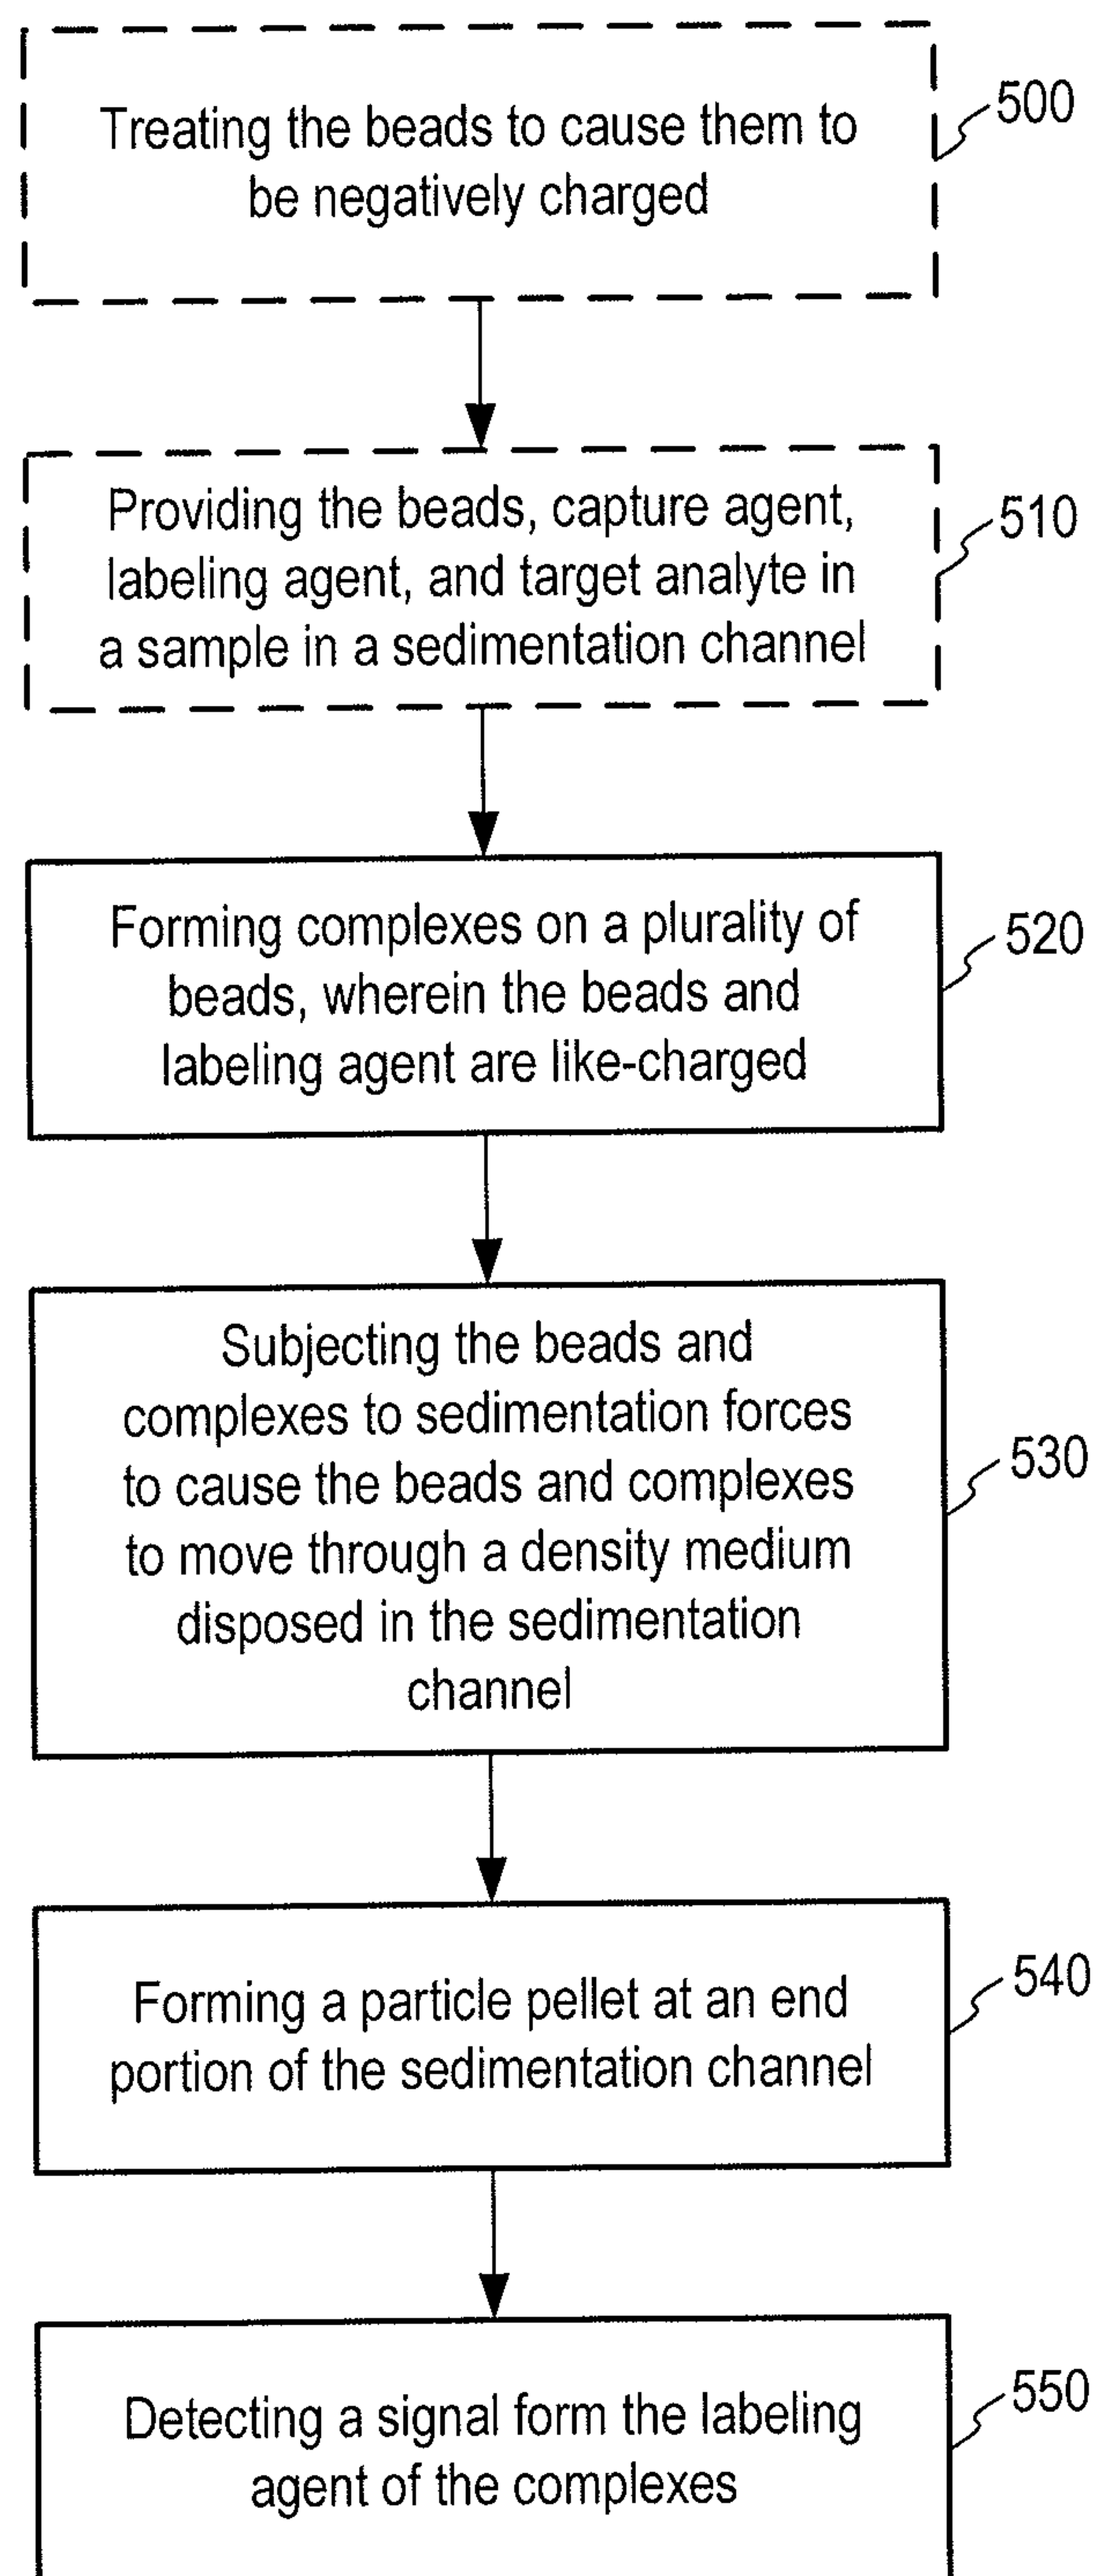 Treating the beads to cause them to
be negatively charged
500
Providing the beads, capture agent,
labeling agent, and target analyte in
a sample in a sedimentation channel
510
Forming complexes on a plurality of
beads, wherein the beads and
labeling agent are like-charged
520
Subjecting the beads and
complexes to sedimentation forces
to cause the beads and complexes
to move through a density medium
disposed in the sedimentation
channel
530
Forming a particle pellet at an end
portion of the sedimentation channel
540
Detecting a signal form the labeling
agent of the complexes
550